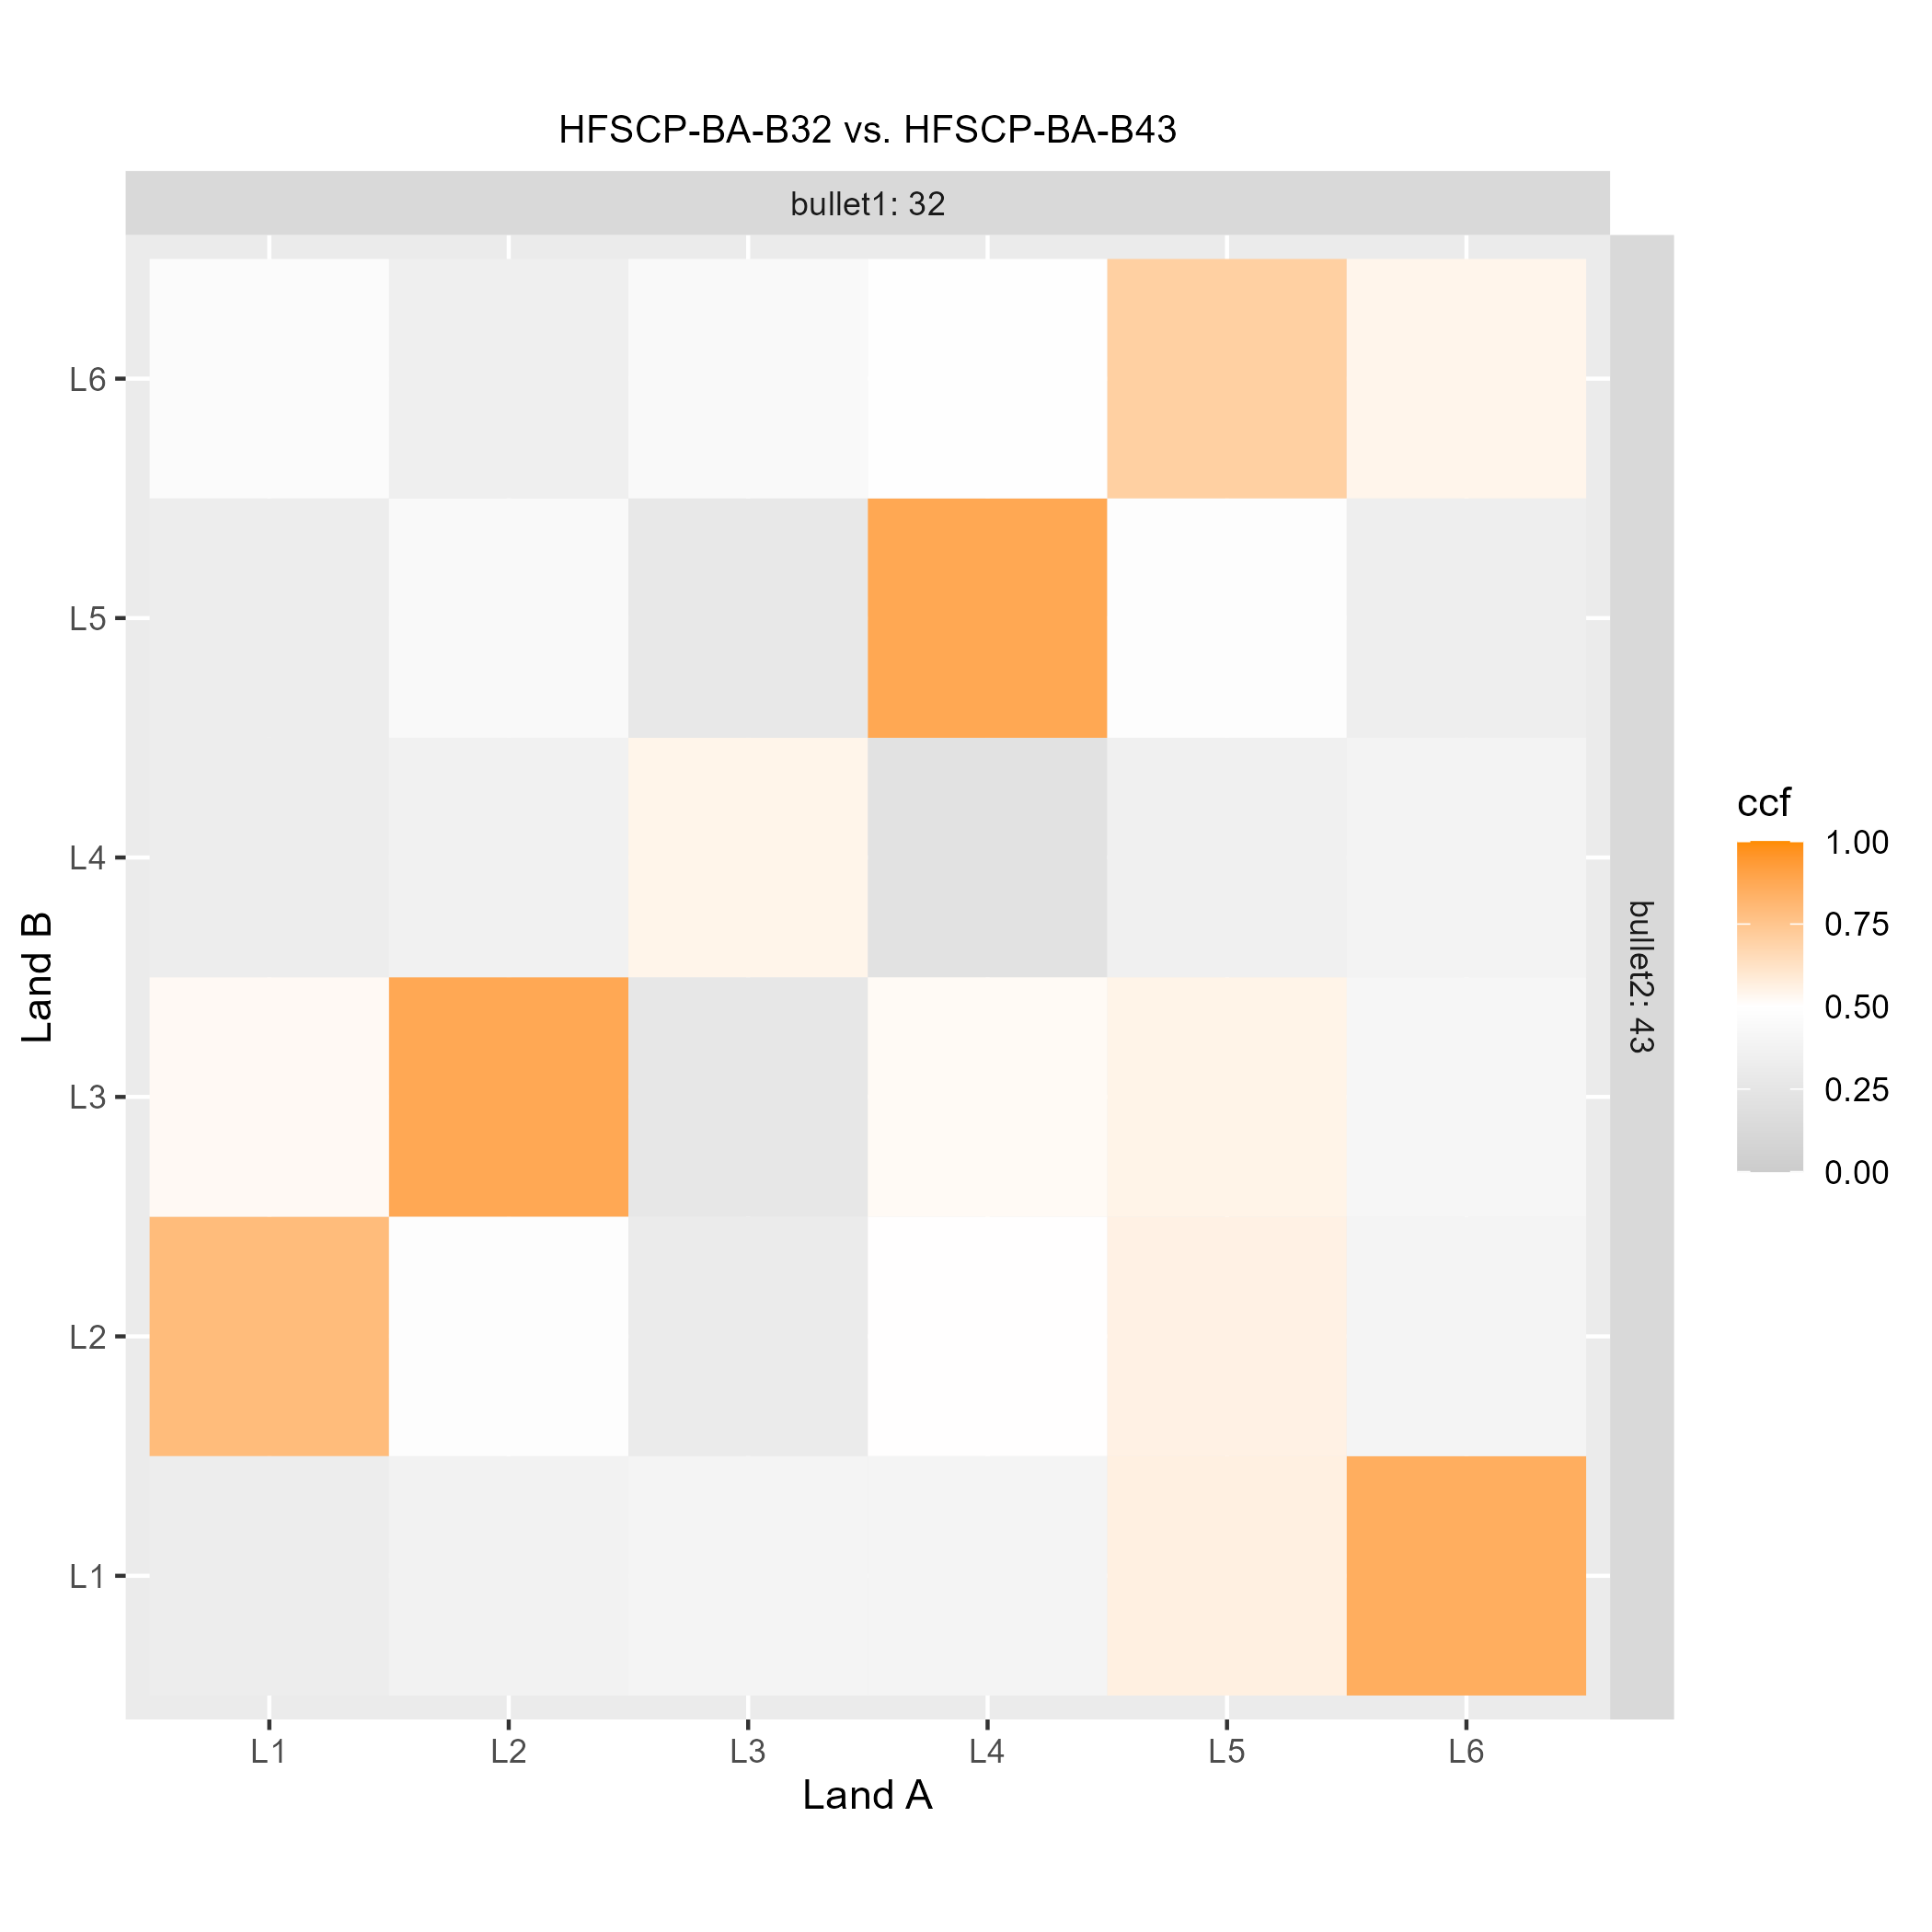 HFSCP-BA-B32 vs. HFSCP-BA-B43
bullet1: 32
L6
L5
L4
L3
L2
L1
Land B
bullet2: 43
L1
L2
L3
L4
L5
L6
Land A
ccf
1.00
0.75
0.50
0.25
0.00